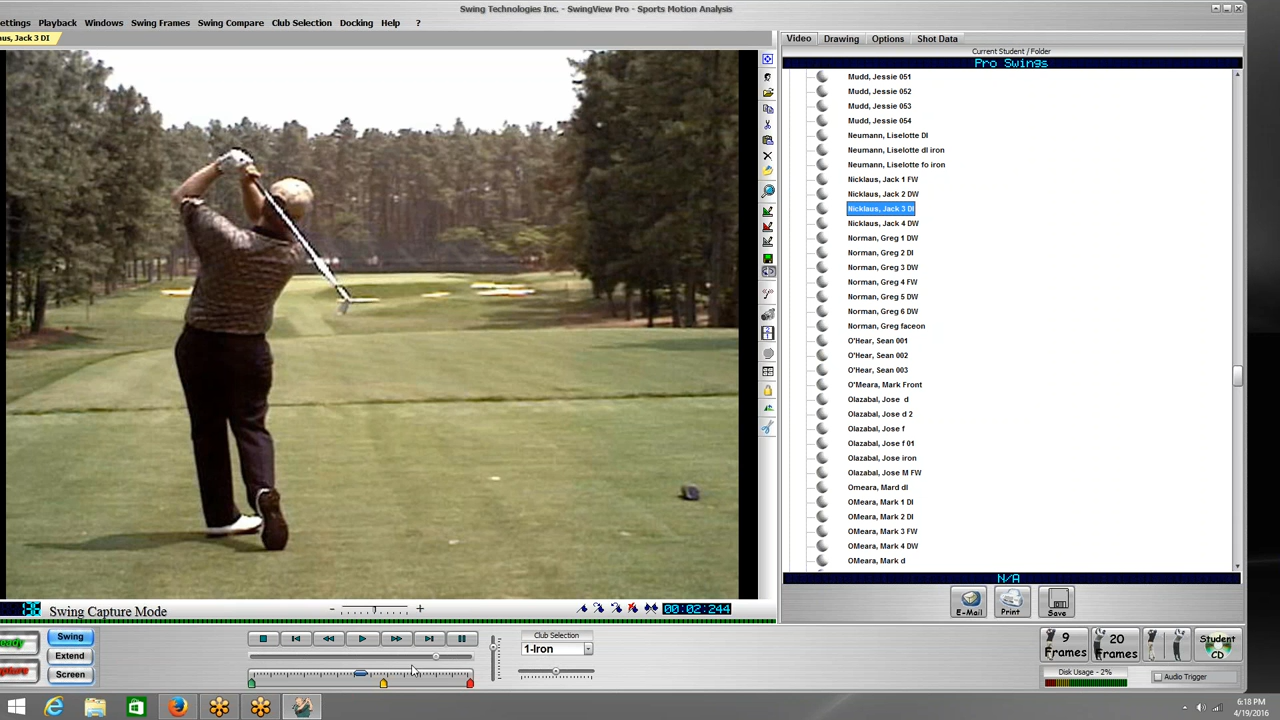 Swing Technologies Inc. - SwingView Pro - Sports Motion Analysis
ettings Playback Windows Swing Frames Swing Compare Club Selection Docking Help ?
aus, Jack 3 DI
Video Drawing Options Shot Data
Current Student / Folder
Pro Swings
Mudd, Jessie 051
Mudd, Jessie 052
Mudd, Jessie 053
Mudd, Jessie 054
Neumann, Liselotte DI
Neumann, Liselotte dl iron
Neumann, Liselotte fo iron
Nicklaus, Jack 1 FW
Nicklaus, Jack 2 DW
Nicklaus, Jack 3 DI
Nicklaus, Jack 4 DW
Norman, Greg 1 DW
Norman, Greg 2 DI
Norman, Greg 3 DW
Norman, Greg 4 FW
Norman, Greg 5 DW
Norman, Greg 6 DW
Norman, Greg faceon
O'Hear, Sean 001
O'Hear, Sean 002
O'Hear, Sean 003
O'Meara, Mark Front
Olazabal, Jose d
Olazabal, Jose d 2
Olazabal, Jose f
Olazabal, Jose f 01
Olazabal, Jose iron
Olazabal, Jose M FW
Omeara, Mard dl
OMeara, Mark 1 DI
OMeara, Mark 2 DI
OMeara, Mark 3 FW
OMeara, Mark 4 DW
OMeara, Mark d
N/A
E-Mail Print Save
Swing Capture Mode
- +
00:02:244
eady
Swing
Extend
Screen
Club Selection
1-Iron
9 Frames
20 Frames
Student CD
Disk Usage - 2%
Audio Trigger
6:18 PM
4/19/2016